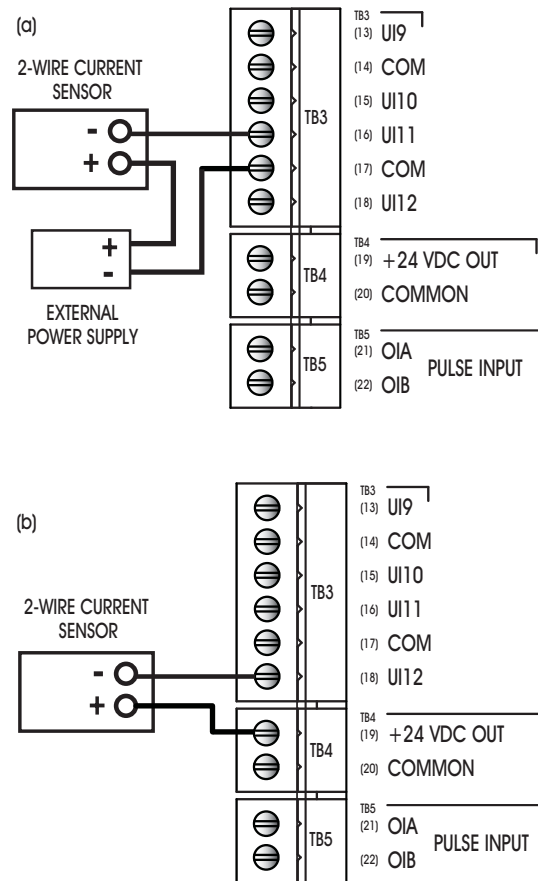 (a)
2-WIRE CURRENT
SENSOR
-
+
+
-
EXTERNAL
POWER SUPPLY
TB3
TB4
TB5
TB3
(13) UI9
(14) COM
(15) UI10
(16) UI11
(17) COM
(18) UI12
TB4
(19) +24 VDC OUT
(20) COMMON
TB5
(21) OIA
PULSE INPUT
(22) OIB
(b)
2-WIRE CURRENT
SENSOR
-
+
TB3
TB4
TB5
TB3
(13) UI9
(14) COM
(15) UI10
(16) UI11
(17) COM
(18) UI12
TB4
(19) +24 VDC OUT
(20) COMMON
TB5
(21) OIA
PULSE INPUT
(22) OIB